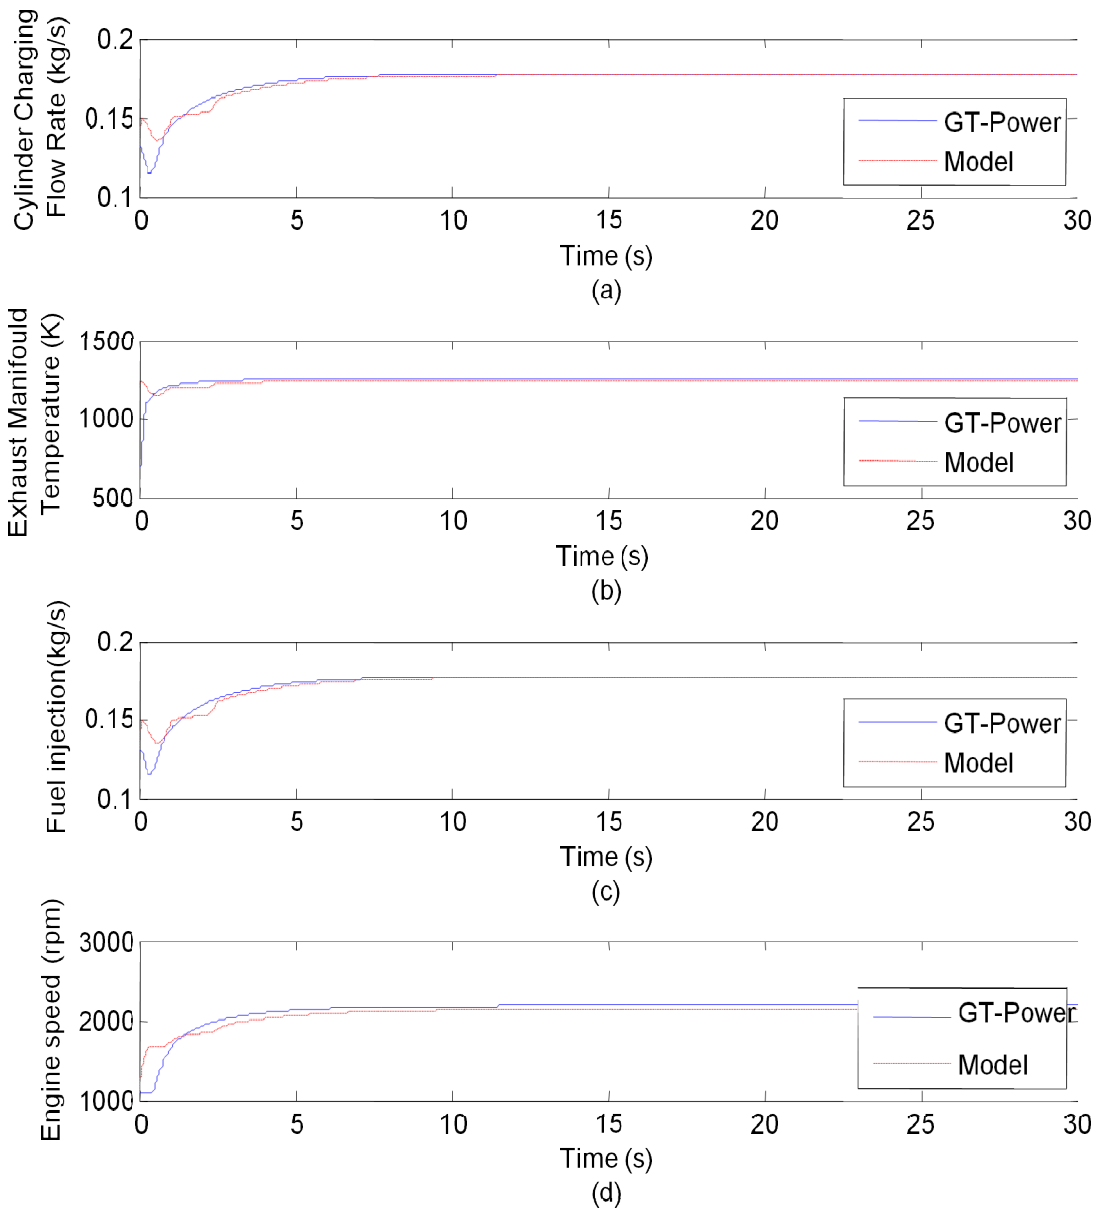 Cylinder Charging
Flow Rate (kg/s)
0.2
0.15
0.1
GT-Power
Model
0 5 10 15 20 25 30
Time (s)
(a)
Exhaust Manifould
Temperature (K)
1500
1000
500
GT-Power
Model
0 5 10 15 20 25 30
Time (s)
(b)
Fuel injection(kg/s)
0.2
0.15
0.1
GT-Power
Model
0 5 10 15 20 25 30
Time (s)
(c)
Engine speed (rpm)
3000
2000
1000
GT-Power
Model
0 5 10 15 20 25 30
Time (s)
(d)